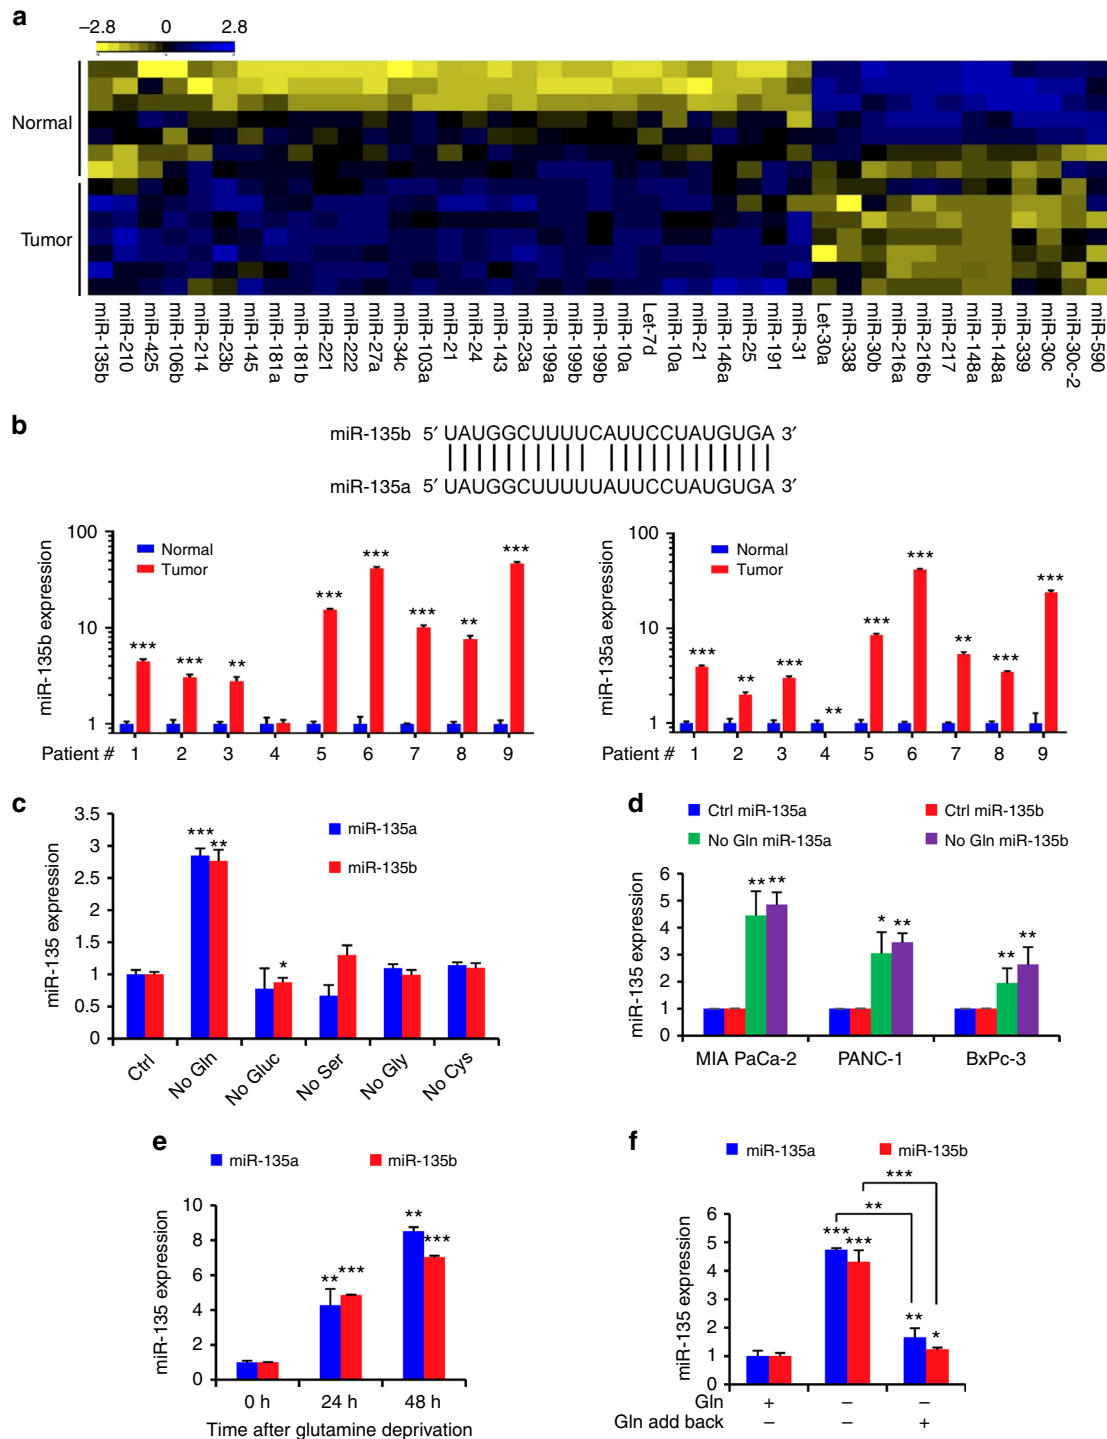 a
−2.8 0 2.8
Normal
Tumor
miR-135b
miR-210
miR-425
miR-106b
miR-214
miR-23b
miR-145
miR-181a
miR-181b
miR-221
miR-222
miR-27a
miR-34c
miR-103a
miR-21
miR-24
miR-143
miR-23a
miR-199a
miR-199b
miR-199b
miR-10a
Let-7d
miR-10a
miR-21
miR-146a
miR-25
miR-191
miR-31
Let-30a
miR-338
miR-30b
miR-216a
miR-216b
miR-217
miR-148a
miR-148a
miR-339
miR-30c
miR-30c-2
miR-590
b
miR-135b 5′ UAUGGCUUUUCAUUCCUAUGUGA 3′
miR-135a 5′ UAUGGCUUUUUAUUCCUAUGUGA 3′
miR-135b expression
100
10
1
Normal
Tumor
*** *** ** *** *** *** ** ***
Patient # 1 2 3 4 5 6 7 8 9
miR-135a expression
100
10
1
Normal
Tumor
*** ** *** ** *** *** ** *** ***
Patient # 1 2 3 4 5 6 7 8 9
c
miR-135 expression
3.5
3
2.5
2
1.5
1
0.5
0
miR-135a
miR-135b
*** ** *
Ctrl
No Gln
No Gluc
No Ser
No Gly
No Cys
d
Ctrl miR-135a Ctrl miR-135b
No Gln miR-135a No Gln miR-135b
miR-135 expression
6
5
4
3
2
1
0
** ** * ** ** **
MIA PaCa-2 PANC-1 BxPc-3
e
miR-135a miR-135b
miR-135 expression
10
8
6
4
2
0
** *** ** ***
0 h 24 h 48 h
Time after glutamine deprivation
f
miR-135a miR-135b
miR-135 expression
6
5
4
3
2
1
0
***
**
*** *** ** *
Gln + − −
Gln add back − − +